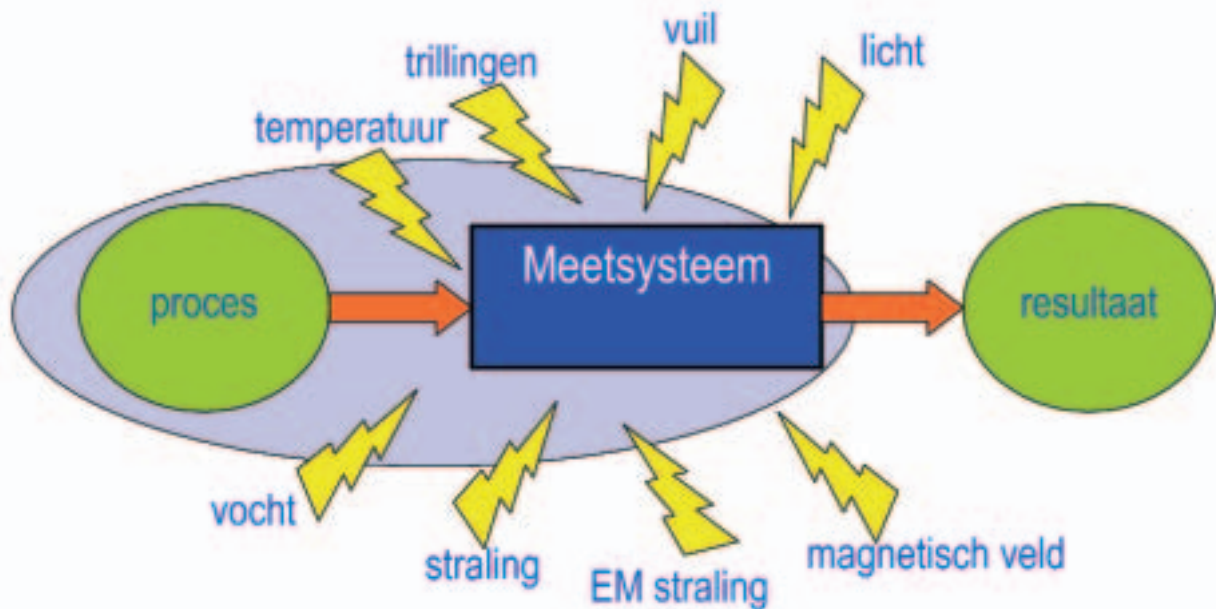 vuil
licht
trillingen
temperatuur
Meetsysteem
proces
resultaat
vocht
straling
EM straling
magnetisch veld